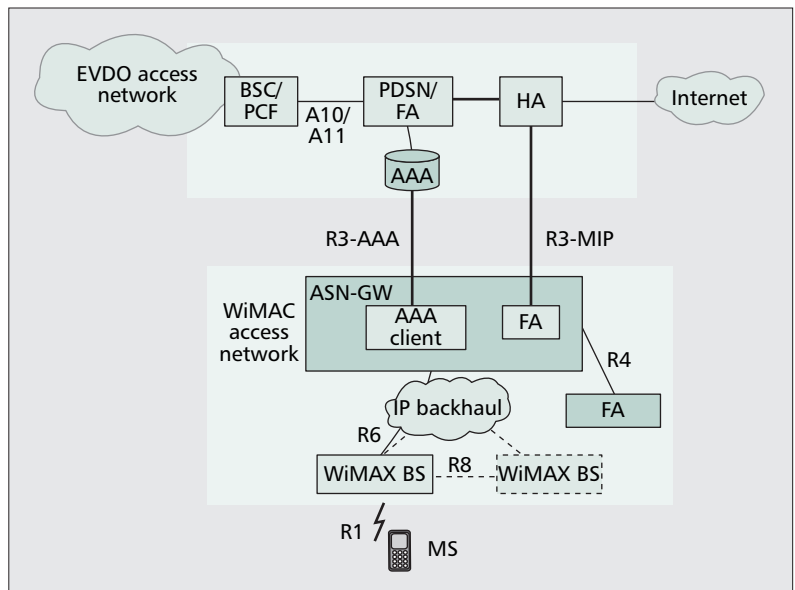 EVDO access
network
BSC/
PCF
A10/
A11
PDSN/
FA
HA
Internet
AAA
R3-AAA
R3-MIP
WiMAC
access
network
ASN-GW
AAA
client
FA
R4
FA
IP backhaul
R6
WiMAX BS
R8
WiMAX BS
R1
MS